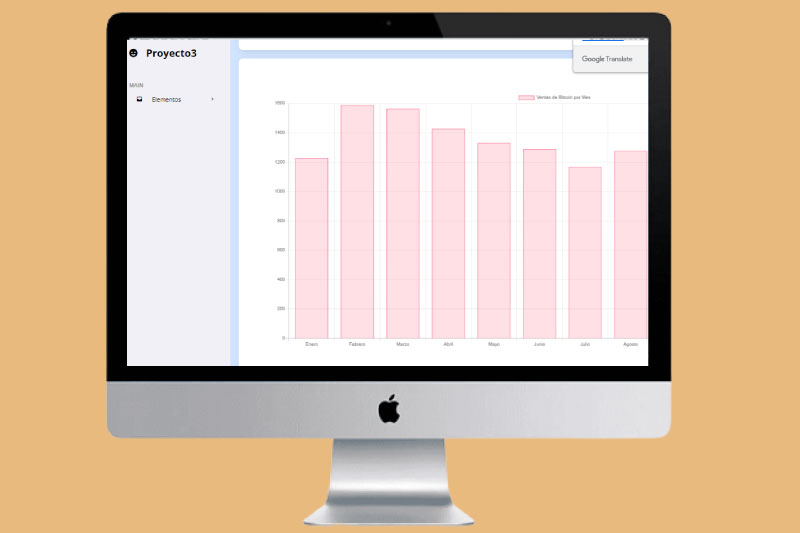 Proyecto3
Google Translate
MAIN
Elementos
Ventas de Bitcoin por Mes
1600
1400
1200
1000
800
600
400
200
0
Enero Febrero Marzo Abril Mayo Junio Julio Agosto